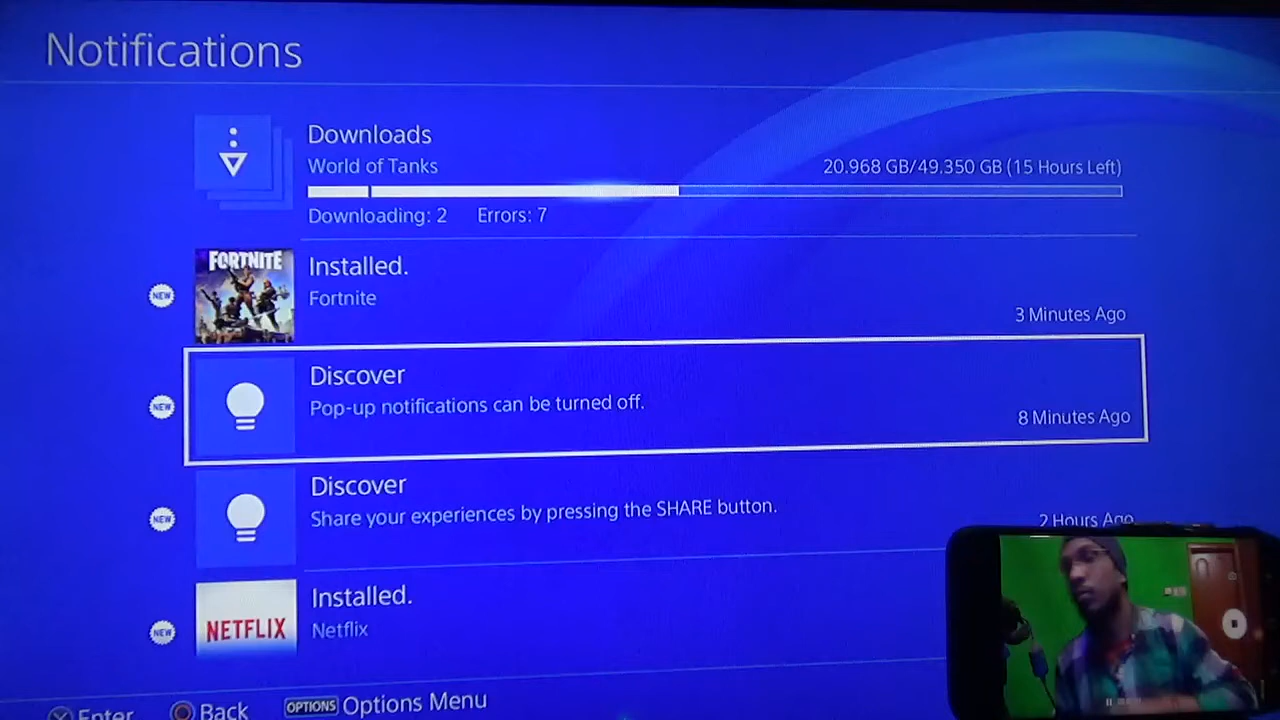 Notifications
Downloads
World of Tanks
20.968 GB/49.350 GB (15 Hours Left)
Downloading: 2 Errors: 7
FORTNITE
NEW
Installed.
Fortnite
3 Minutes Ago
NEW
Discover
Pop-up notifications can be turned off.
8 Minutes Ago
NEW
Discover
Share your experiences by pressing the SHARE button.
2 Hours Ago
NEW
NETFLIX
Installed.
Netflix
Enter Back OPTIONS Options Menu